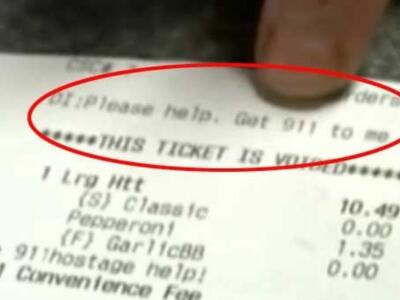 DI:Please help. Get 911 to me
*****THIS TICKET IS VOIDED*****
1 Lrg Htt 10.49
{S} Classic 0.00
Pepperoni 1.35
{F} GarlicBB 0.00
911hostage help!
Convenience Fee